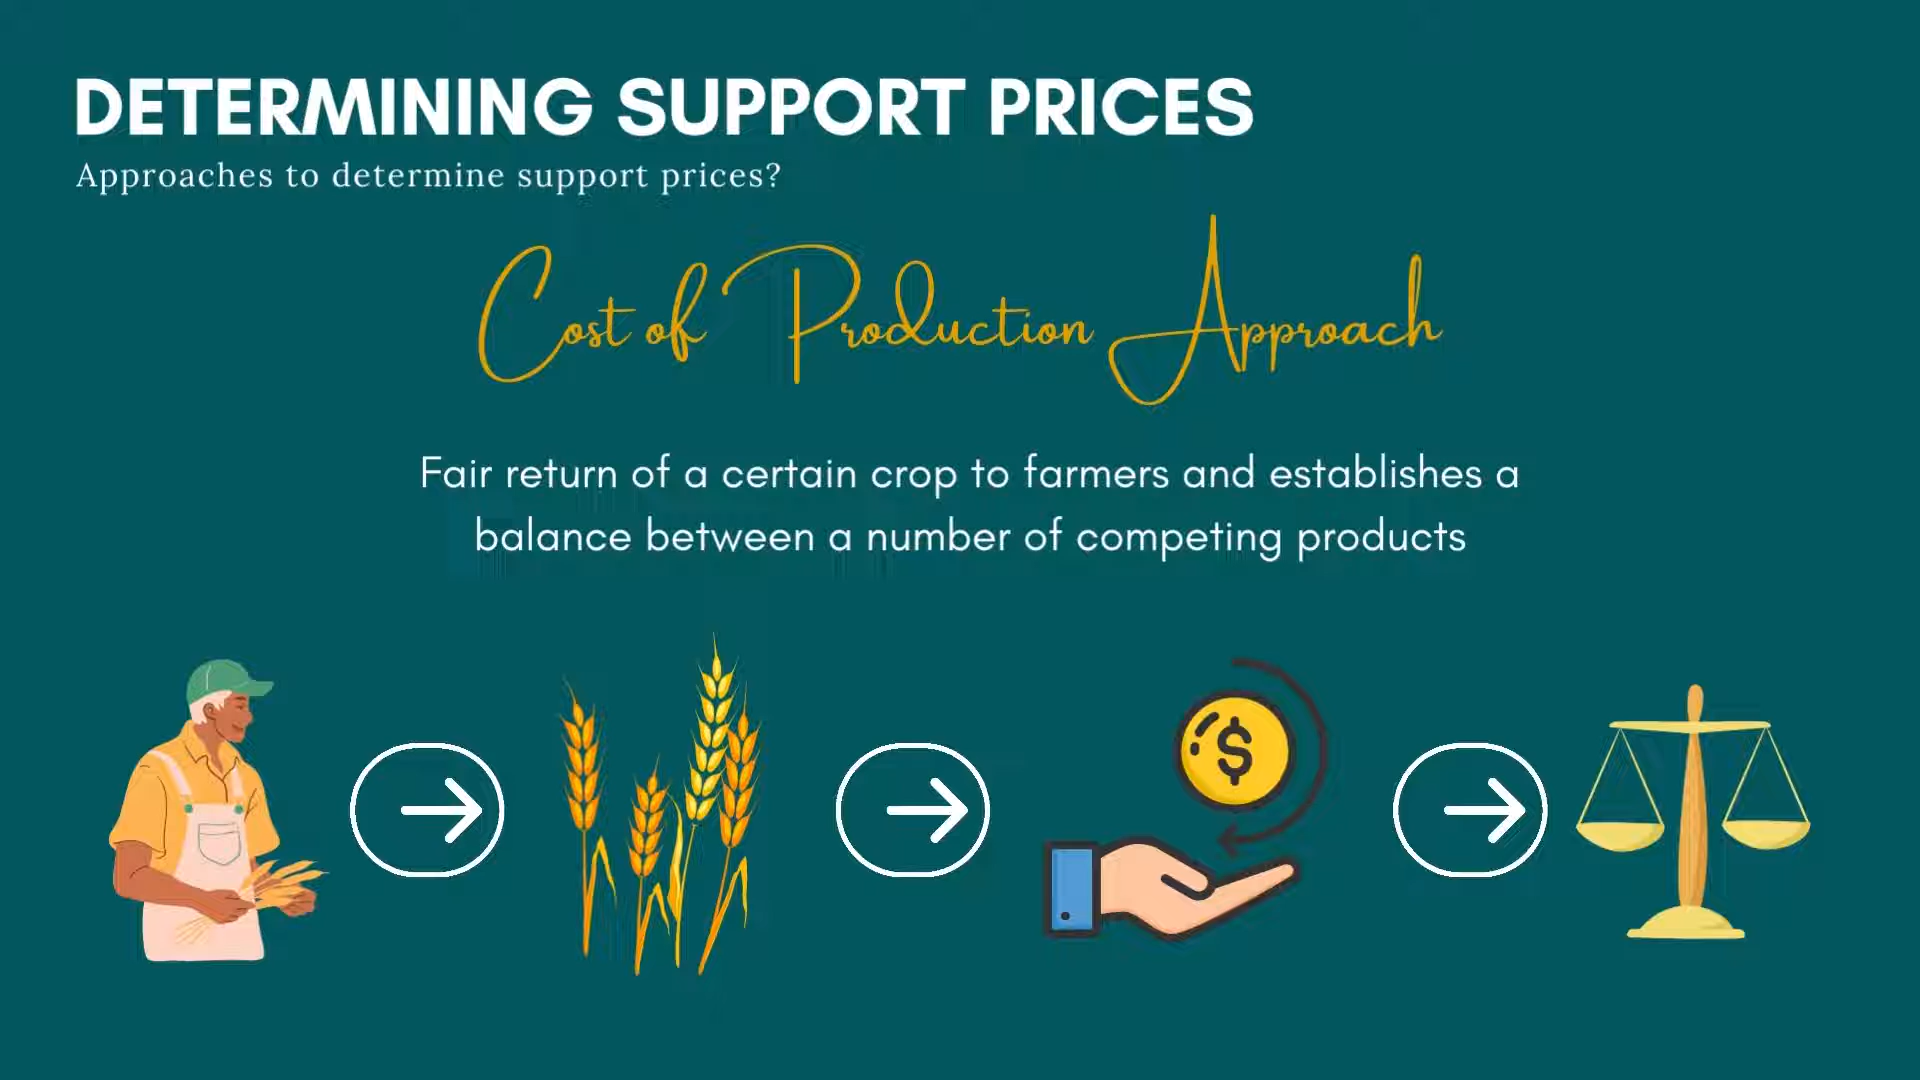 DETERMINING SUPPORT PRICES
Approaches to determine support prices?
Cost of Production Approach
Fair return of a certain crop to farmers and establishes a
balance between a number of competing products
$